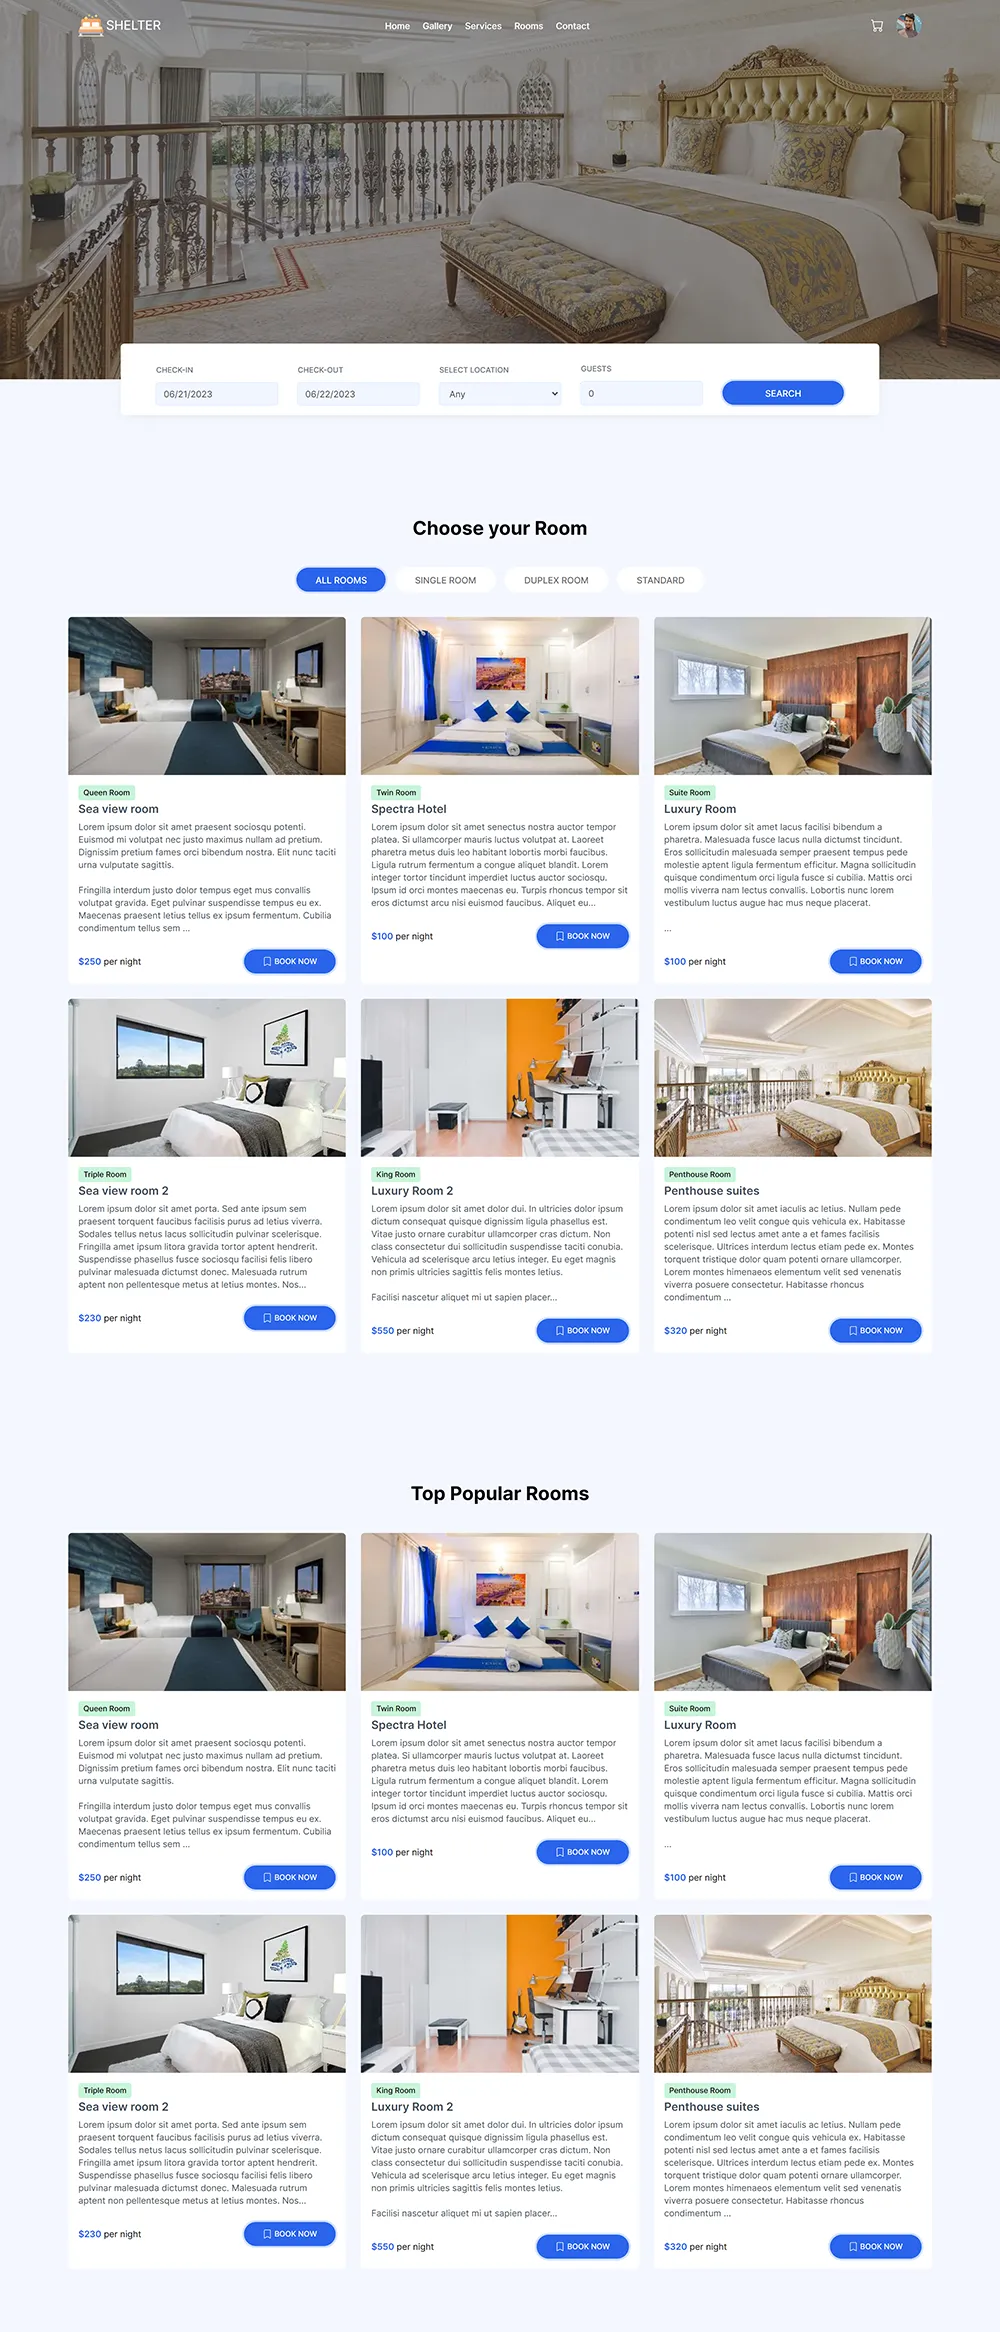 SHELTER
Home Gallery Services Rooms Contact
CHECK-IN CHECK-OUT SELECT LOCATION GUESTS
06/21/2023 06/22/2023 Any 0 SEARCH
Choose your Room
ALL ROOMS SINGLE ROOM DUPLEX ROOM STANDARD
Queen Room
Sea view room
Lorem ipsum dolor sit amet praesent sociosqu potenti.
Euismod mi volutpat nec justo maximus nullam ad pretium.
Dignissim pretium fames orci bibendum nostra. Elit nunc taciti
urna vulputate sagittis.
Fringilla interdum justo dolor tempus eget mus convallis
volutpat gravida. Eget pulvinar suspendisse tempus eu ex.
Maecenas praesent letius tellus ex ipsum fermentum. Cubilia
condimentum tellus sem ...
$250 per night BOOK NOW
Twin Room
Spectra Hotel
Lorem ipsum dolor sit amet senectus nostra auctor tempor
platea. Si ullamcorper mauris luctus volutpat at. Laoreet
pharetra metus duis leo habitant lobortis morbi faucibus.
Ligula rutrum fermentum a congue aliquet blandit. Lorem
integer tortor tincidunt imperdiet luctus auctor sociosqu.
Ipsum id orci montes maecenas eu. Turpis rhoncus tempor sit
eros dictumst arcu nisi euismod faucibus. Aliquet eu...
$100 per night BOOK NOW
Suite Room
Luxury Room
Lorem ipsum dolor sit amet lacus facilisi bibendum a
pharetra. Malesuada fusce lacus nulla dictumst tincidunt.
Eros sollicitudin malesuada semper praesent tempus pede
molestie aptent ligula fermentum efficitur. Magna sollicitudin
quisque condimentum orci ligula fusce si cubilia. Mattis orci
mollis viverra nam lectus convallis. Lobortis nunc lorem
vestibulum luctus augue hac mus neque placerat.
...
$100 per night BOOK NOW
Triple Room
Sea view room 2
Lorem ipsum dolor sit amet porta. Sed ante ipsum sem
praesent torquent faucibus facilisis purus ad letius viverra.
Sodales tellus netus lacus sollicitudin pulvinar scelerisque.
Fringilla amet ipsum litora gravida tortor aptent hendrerit.
Suspendisse phasellus fusce sociosqu facilisi felis libero
pulvinar malesuada dictumst donec. Malesuada rutrum
aptent non pellentesque metus at letius montes. Nos...
$230 per night BOOK NOW
King Room
Luxury Room 2
Lorem ipsum dolor sit amet dolor dui. In ultricies dolor ipsum
dictum consequat quisque dignissim ligula phasellus est.
Vitae justo ornare curabitur ullamcorper cras dictum. Non
class consectetur dui sollicitudin suspendisse taciti conubia.
Vehicula ad scelerisque arcu letius integer. Eu eget magnis
non primis ultricies sagittis felis montes letius.
Facilisi nascetur aliquet mi ut sapien placer...
$550 per night BOOK NOW
Penthouse Room
Penthouse suites
Lorem ipsum dolor sit amet iaculis ac letius. Nullam pede
condimentum leo velit congue quis vehicula ex. Habitasse
potenti nisl sed lectus amet ante a et fames facilisis
scelerisque. Ultrices interdum lectus etiam pede ex. Montes
torquent tristique dolor quam potenti ornare ullamcorper.
Lorem montes himenaeos elementum velit sed venenatis
viverra posuere consectetur. Habitasse rhoncus
condimentum ...
$320 per night BOOK NOW
Top Popular Rooms
Queen Room
Sea view room
Lorem ipsum dolor sit amet praesent sociosqu potenti.
Euismod mi volutpat nec justo maximus nullam ad pretium.
Dignissim pretium fames orci bibendum nostra. Elit nunc taciti
urna vulputate sagittis.
Fringilla interdum justo dolor tempus eget mus convallis
volutpat gravida. Eget pulvinar suspendisse tempus eu ex.
Maecenas praesent letius tellus ex ipsum fermentum. Cubilia
condimentum tellus sem ...
$250 per night BOOK NOW
Twin Room
Spectra Hotel
Lorem ipsum dolor sit amet senectus nostra auctor tempor
platea. Si ullamcorper mauris luctus volutpat at. Laoreet
pharetra metus duis leo habitant lobortis morbi faucibus.
Ligula rutrum fermentum a congue aliquet blandit. Lorem
integer tortor tincidunt imperdiet luctus auctor sociosqu.
Ipsum id orci montes maecenas eu. Turpis rhoncus tempor sit
eros dictumst arcu nisi euismod faucibus. Aliquet eu...
$100 per night BOOK NOW
Suite Room
Luxury Room
Lorem ipsum dolor sit amet lacus facilisi bibendum a
pharetra. Malesuada fusce lacus nulla dictumst tincidunt.
Eros sollicitudin malesuada semper praesent tempus pede
molestie aptent ligula fermentum efficitur. Magna sollicitudin
quisque condimentum orci ligula fusce si cubilia. Mattis orci
mollis viverra nam lectus convallis. Lobortis nunc lorem
vestibulum luctus augue hac mus neque placerat.
...
$100 per night BOOK NOW
Triple Room
Sea view room 2
Lorem ipsum dolor sit amet porta. Sed ante ipsum sem
praesent torquent faucibus facilisis purus ad letius viverra.
Sodales tellus netus lacus sollicitudin pulvinar scelerisque.
Fringilla amet ipsum litora gravida tortor aptent hendrerit.
Suspendisse phasellus fusce sociosqu facilisi felis libero
pulvinar malesuada dictumst donec. Malesuada rutrum
aptent non pellentesque metus at letius montes. Nos...
$230 per night BOOK NOW
King Room
Luxury Room 2
Lorem ipsum dolor sit amet dolor dui. In ultricies dolor ipsum
dictum consequat quisque dignissim ligula phasellus est.
Vitae justo ornare curabitur ullamcorper cras dictum. Non
class consectetur dui sollicitudin suspendisse taciti conubia.
Vehicula ad scelerisque arcu letius integer. Eu eget magnis
non primis ultricies sagittis felis montes letius.
Facilisi nascetur aliquet mi ut sapien placer...
$550 per night BOOK NOW
Penthouse Room
Penthouse suites
Lorem ipsum dolor sit amet iaculis ac letius. Nullam pede
condimentum leo velit congue quis vehicula ex. Habitasse
potenti nisl sed lectus amet ante a et fames facilisis
scelerisque. Ultrices interdum lectus etiam pede ex. Montes
torquent tristique dolor quam potenti ornare ullamcorper.
Lorem montes himenaeos elementum velit sed venenatis
viverra posuere consectetur. Habitasse rhoncus
condimentum ...
$320 per night BOOK NOW